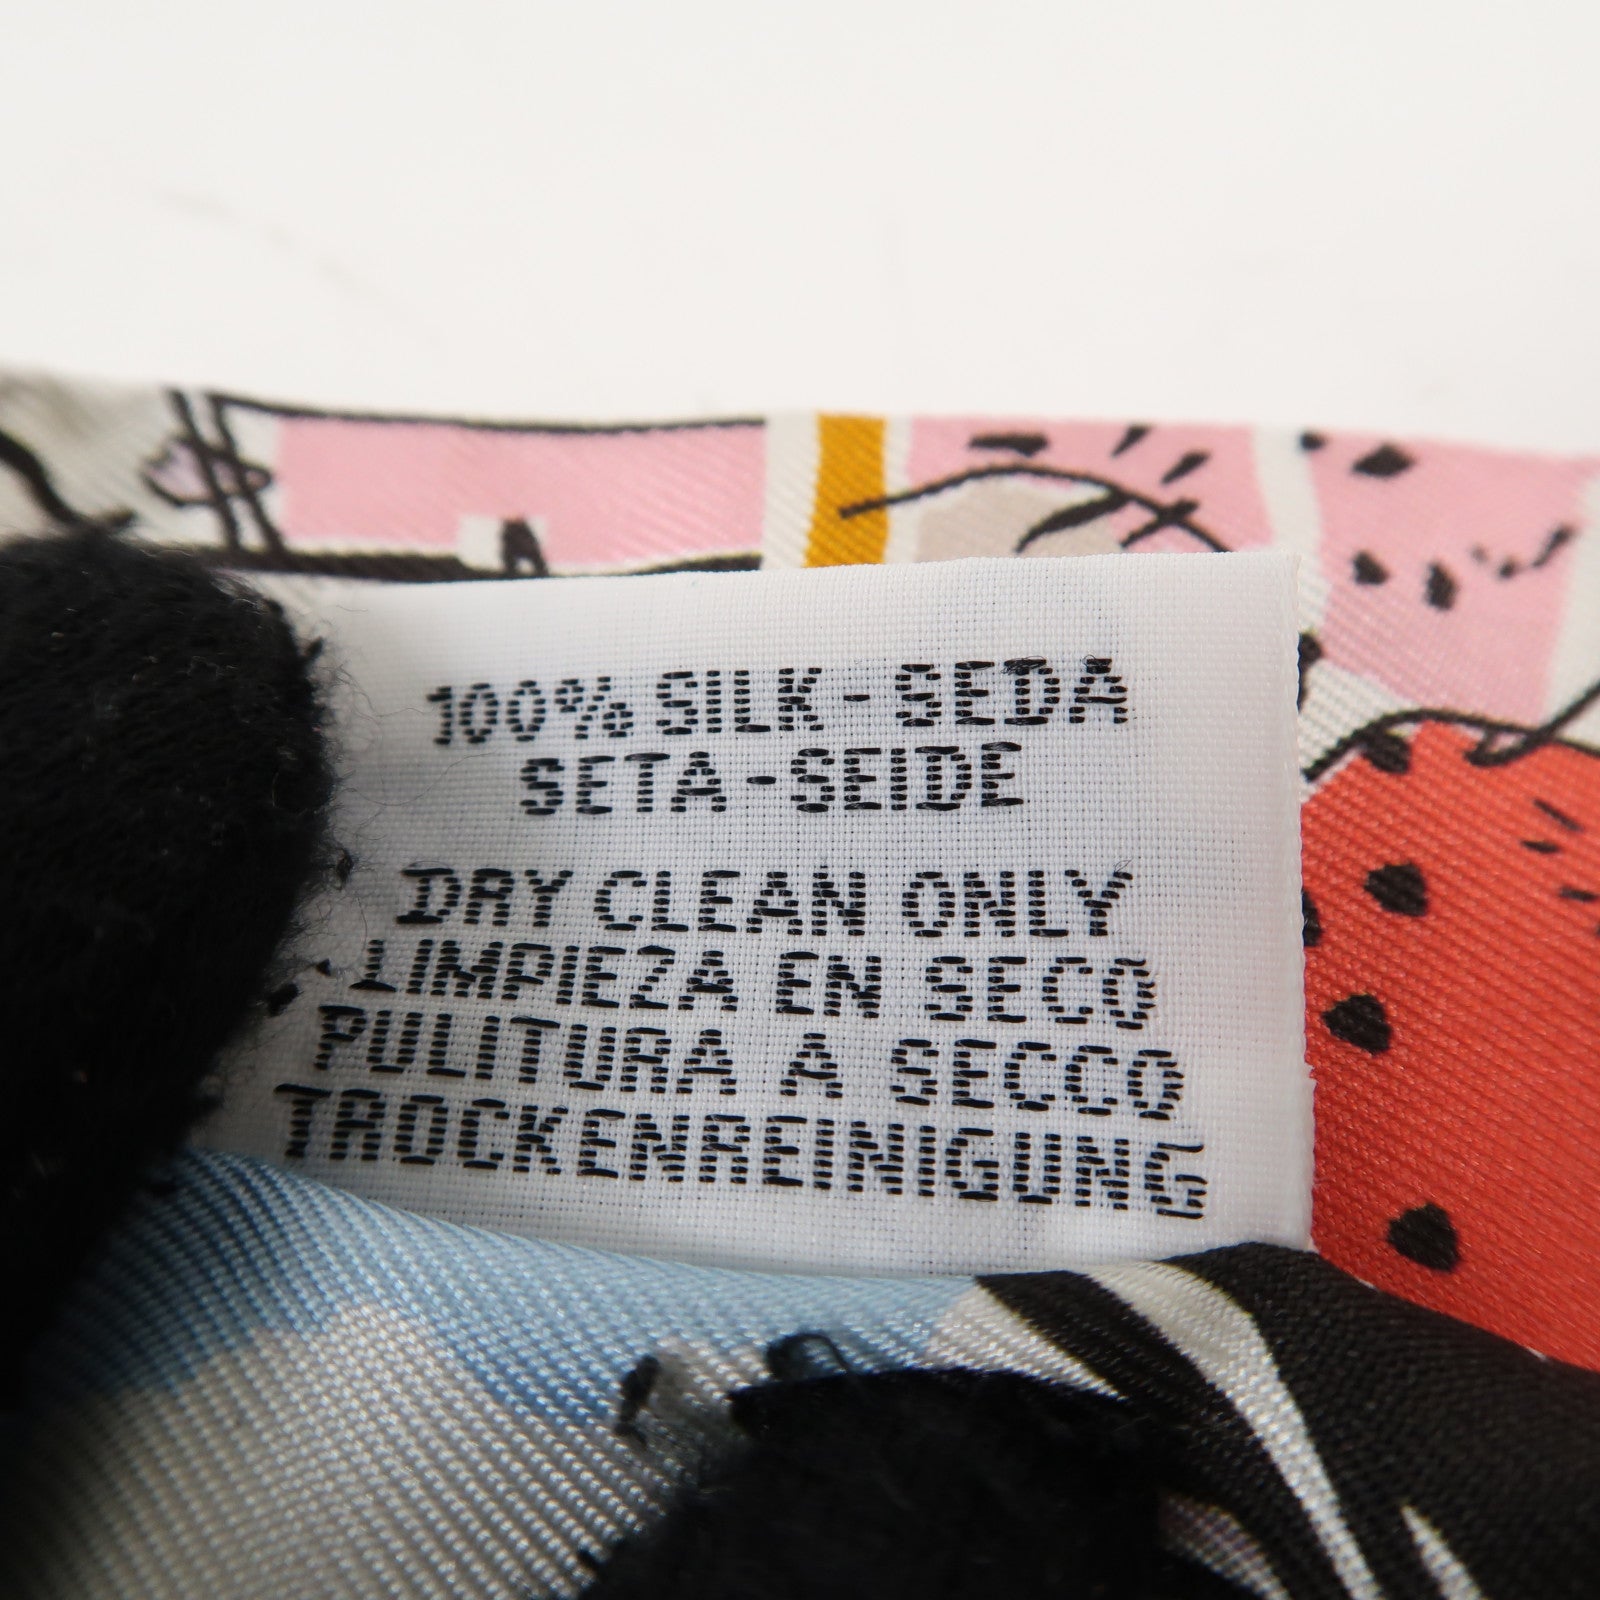 100% SILK - SEDA
SETA - SEIDE
DRY CLEAN ONLY
LIMPIEZA EN SECO
PULITURA A SECCO
TROCKENREINIGUNG